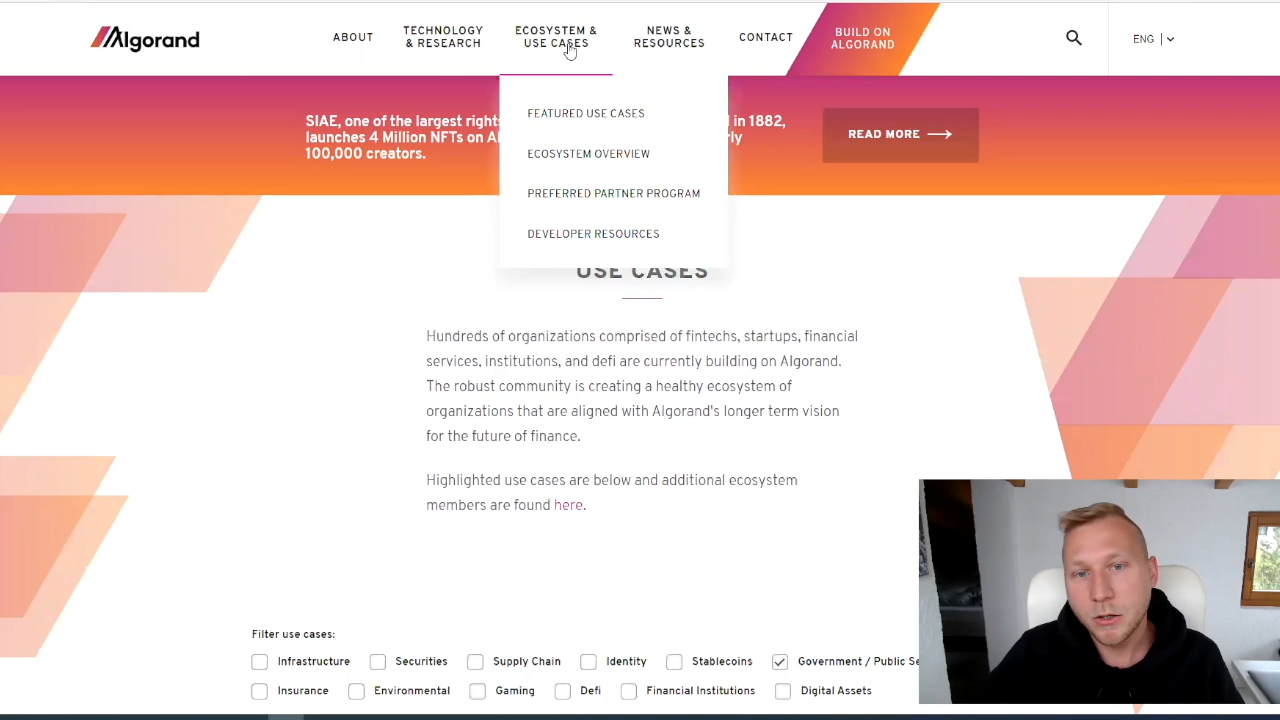 Algorand
ABOUT
TECHNOLOGY
& RESEARCH
ECOSYSTEM &
USE CASES
NEWS &
RESOURCES
CONTACT
BUILD ON
ALGORAND
ENG
FEATURED USE CASES
ECOSYSTEM OVERVIEW
PREFERRED PARTNER PROGRAM
DEVELOPER RESOURCES
SIAE, one of the largest rights in 1882,
launches 4 Million NFTs on
100,000 creators.
READ MORE
USE CASES
Hundreds of organizations comprised of fintechs, startups, financial
services, institutions, and defi are currently building on Algorand.
The robust community is creating a healthy ecosystem of
organizations that are aligned with Algorand's longer term vision
for the future of finance.
Highlighted use cases are below and additional ecosystem
members are found here.
Filter use cases:
Infrastructure Securities Supply Chain Identity Stablecoins Government / Public Se
Insurance Environmental Gaming Defi Financial Institutions Digital Assets